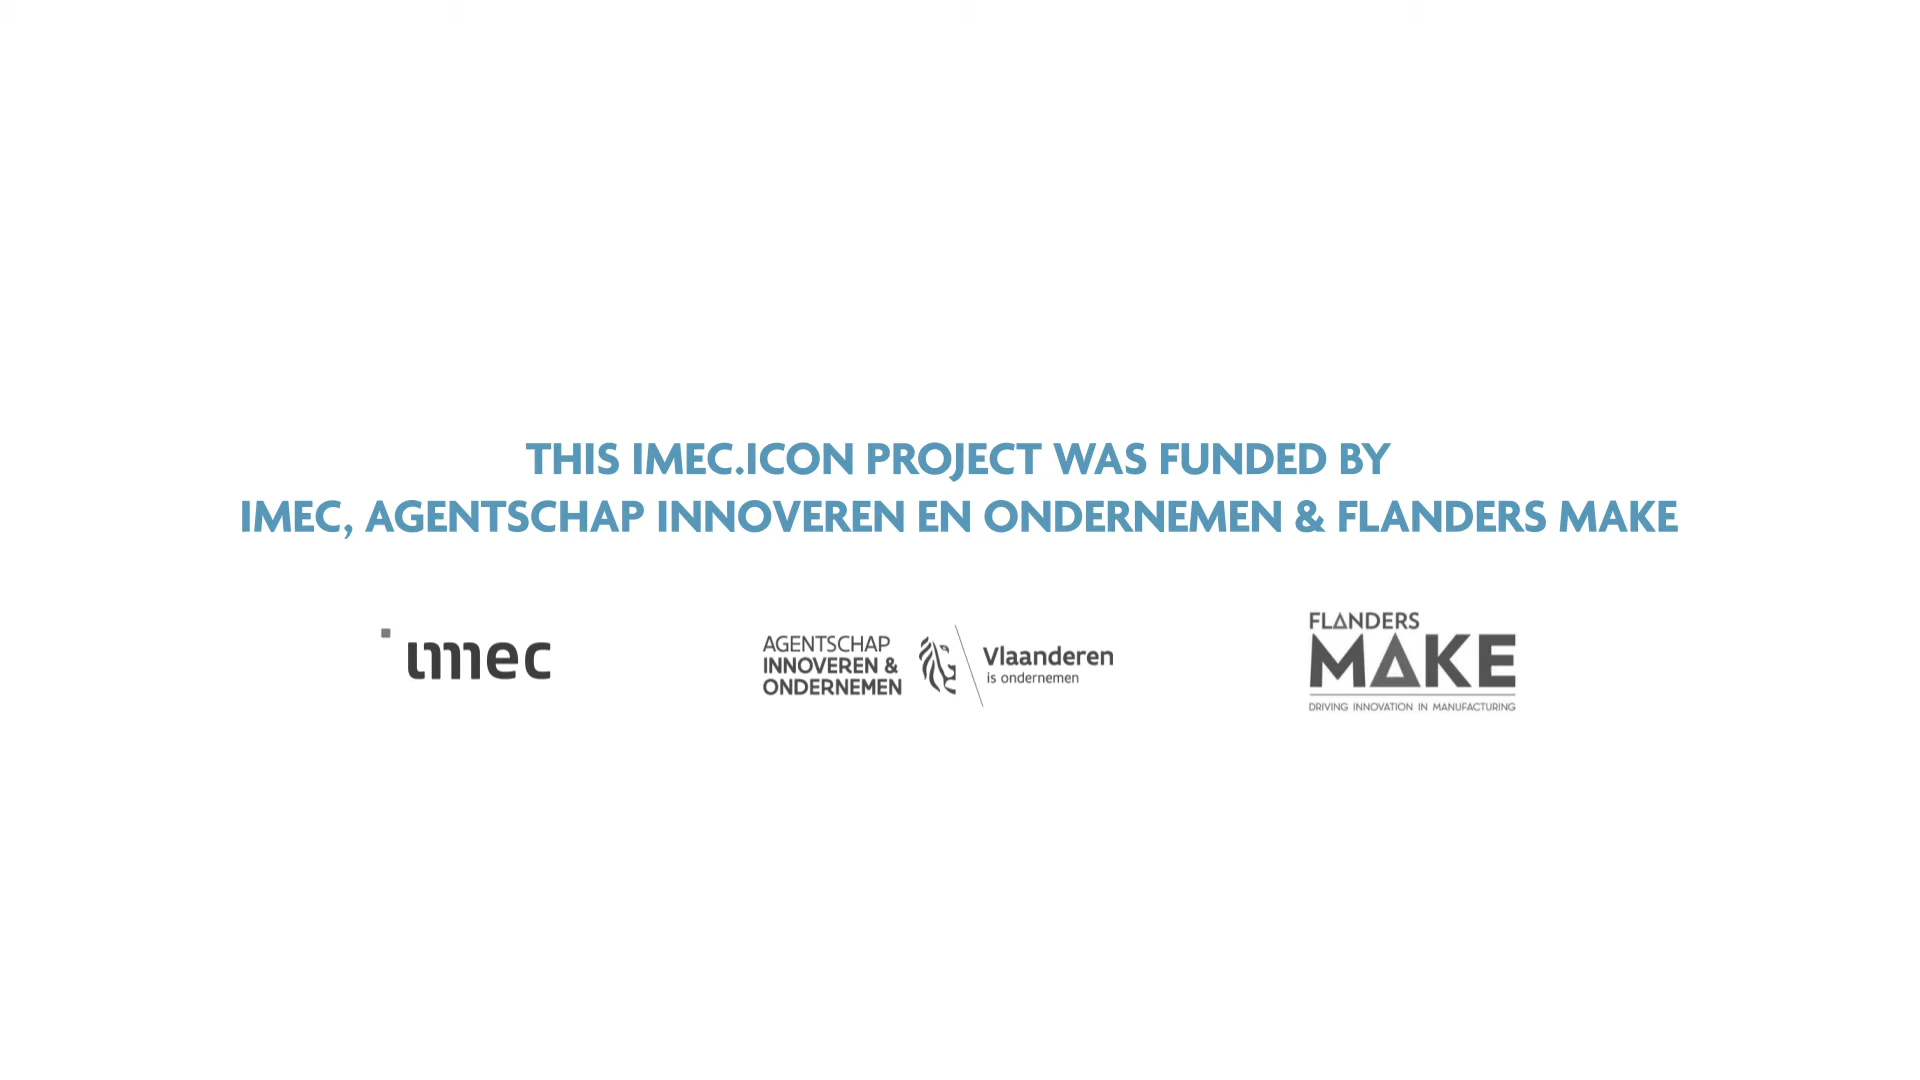 THIS IMEC.ICON PROJECT WAS FUNDED BY
IMEC, AGENTSCHAP INNOVEREN EN ONDERNEMEN & FLANDERS MAKE
imec
AGENTSCHAP
INNOVEREN &
ONDERNEMEN
Vlaanderen
is ondernemen
FLANDERS
MAKE
DRIVING INNOVATION IN MANUFACTURING